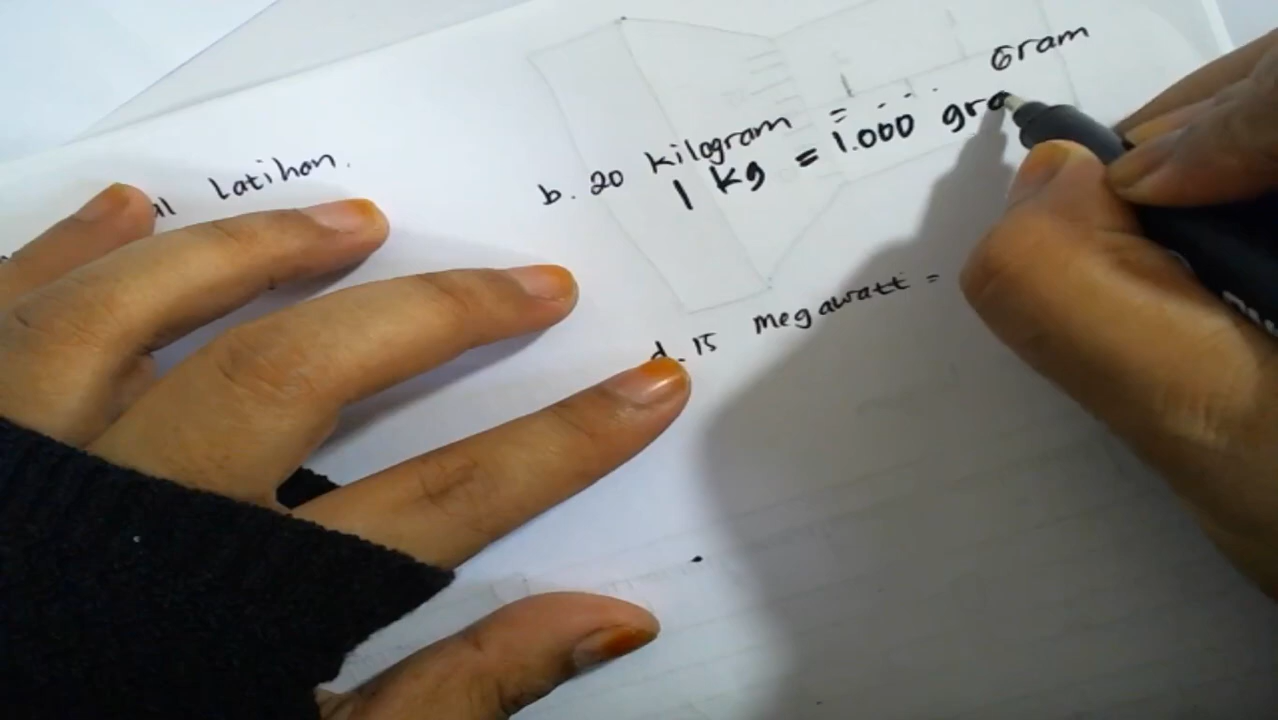 latihan.
b. 20 kilogram = ... Gram
1 kg = 1.000 gra
d. 15 megawatt =